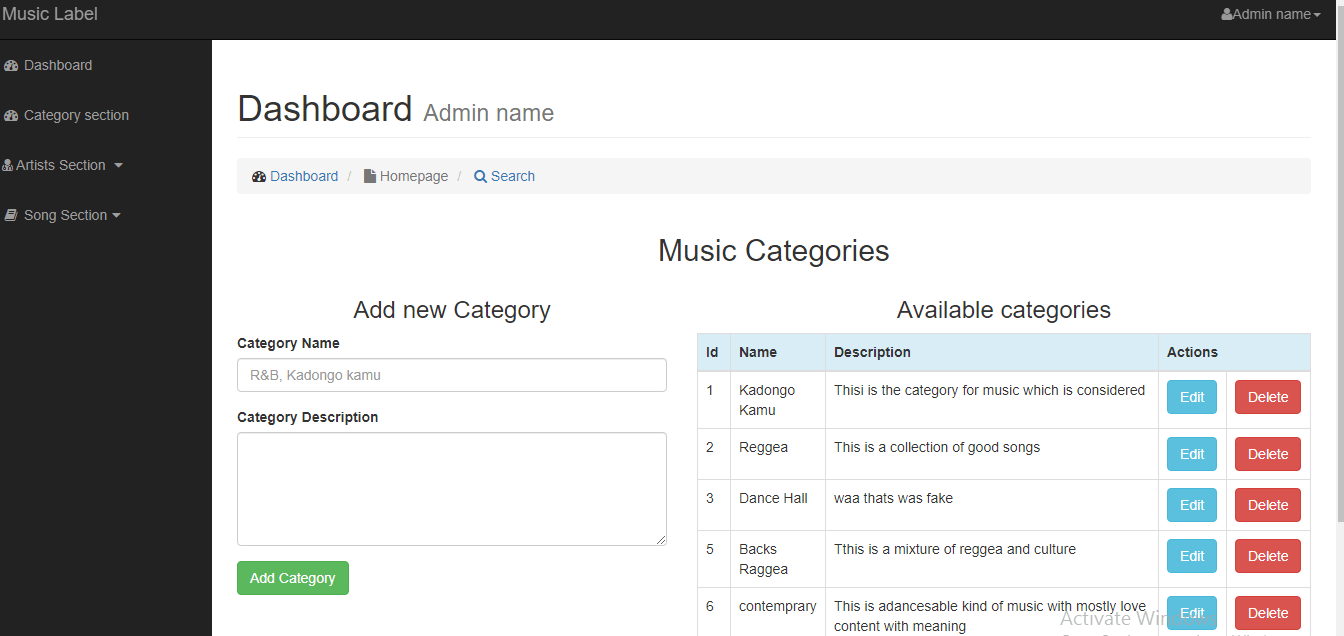 Music Label
Admin name
Dashboard
Category section
Artists Section
Song Section
Dashboard Admin name
Dashboard / Homepage / Search
Music Categories
Add new Category
Category Name
R&B, Kadongo kamu
Category Description
Add Category
Available categories
Id Name Description Actions
1 Kadongo Thisi is the category for music which is considered Edit Delete
Kamu
2 Reggea This is a collection of good songs Edit Delete
3 Dance Hall waa thats was fake Edit Delete
5 Backs Tthis is a mixture of reggea and culture Edit Delete
Raggea
6 contemprary This is adancesable kind of music with mostly love Edit Delete
content with meaning
Activate Win